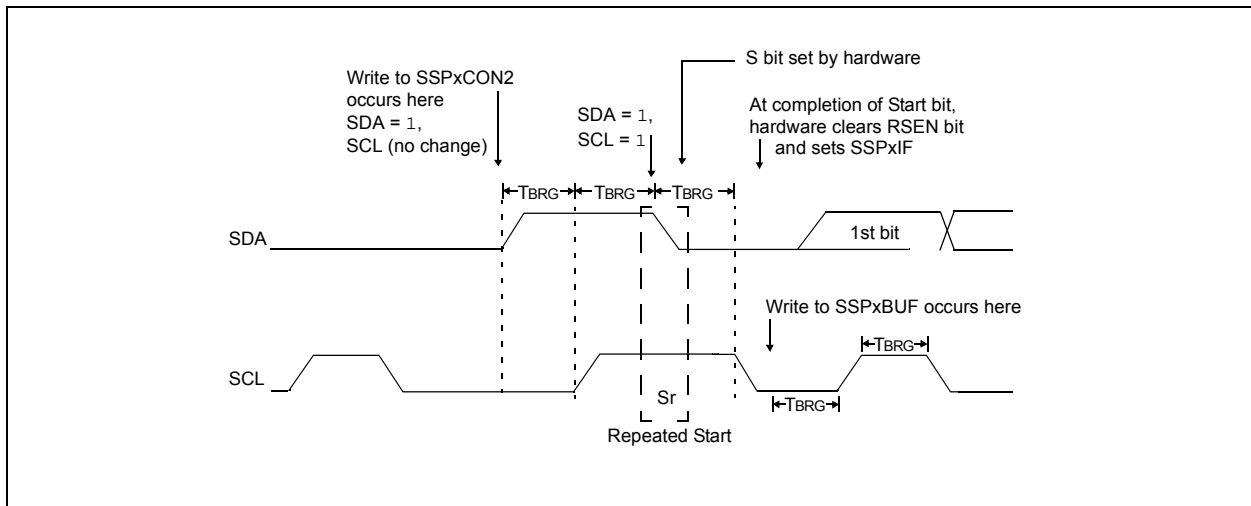 S bit set by hardware
Write to SSPxCON2
occurs here
SDA = 1,
SCL (no change)
SDA = 1,
SCL = 1
At completion of Start bit,
hardware clears RSEN bit
and sets SSPxIF
TBRG
TBRG
TBRG
SDA
1st bit
Write to SSPxBUF occurs here
TBRG
SCL
Sr
TBRG
Repeated Start